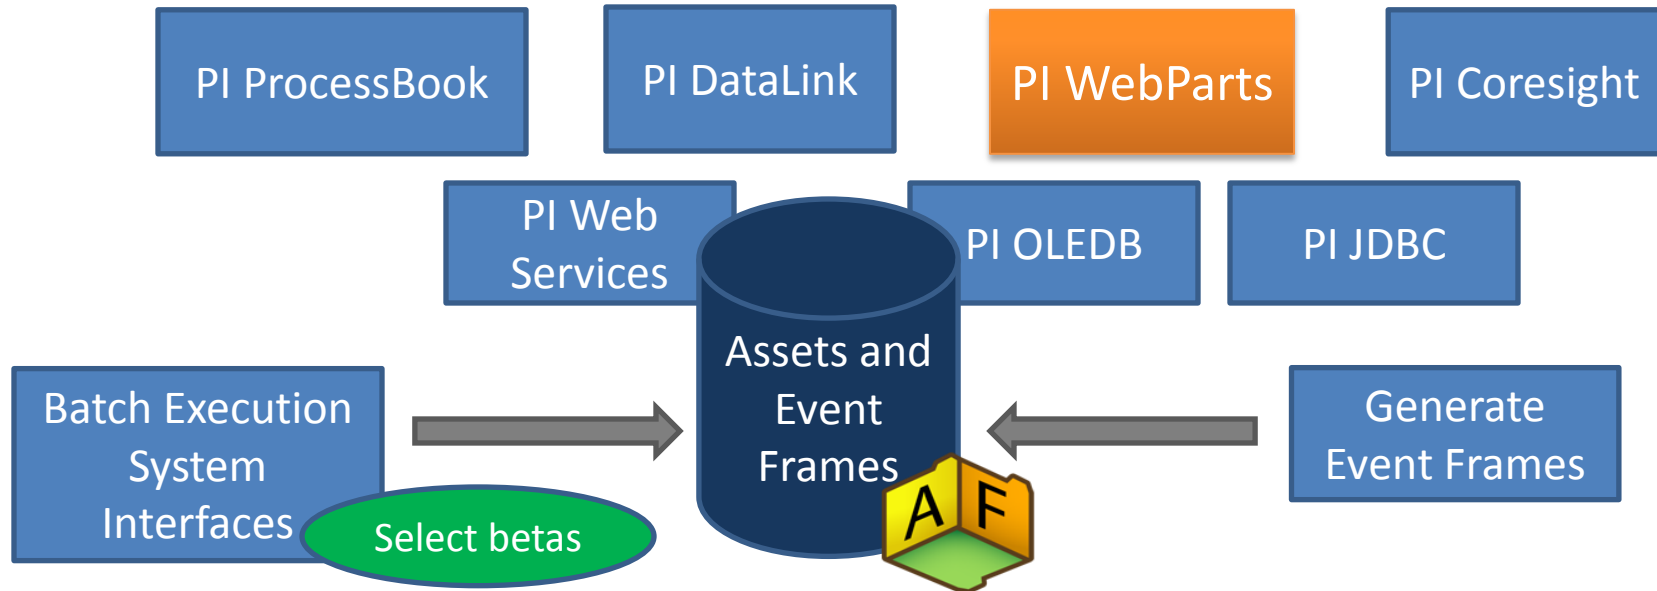 PI ProcessBook
PI DataLink
PI WebParts
PI Coresight
PI Web
Services
PI OLEDB
PI JDBC
Assets and
Event
Frames
Batch Execution
System
Interfaces
Select betas
Generate
Event Frames
A F